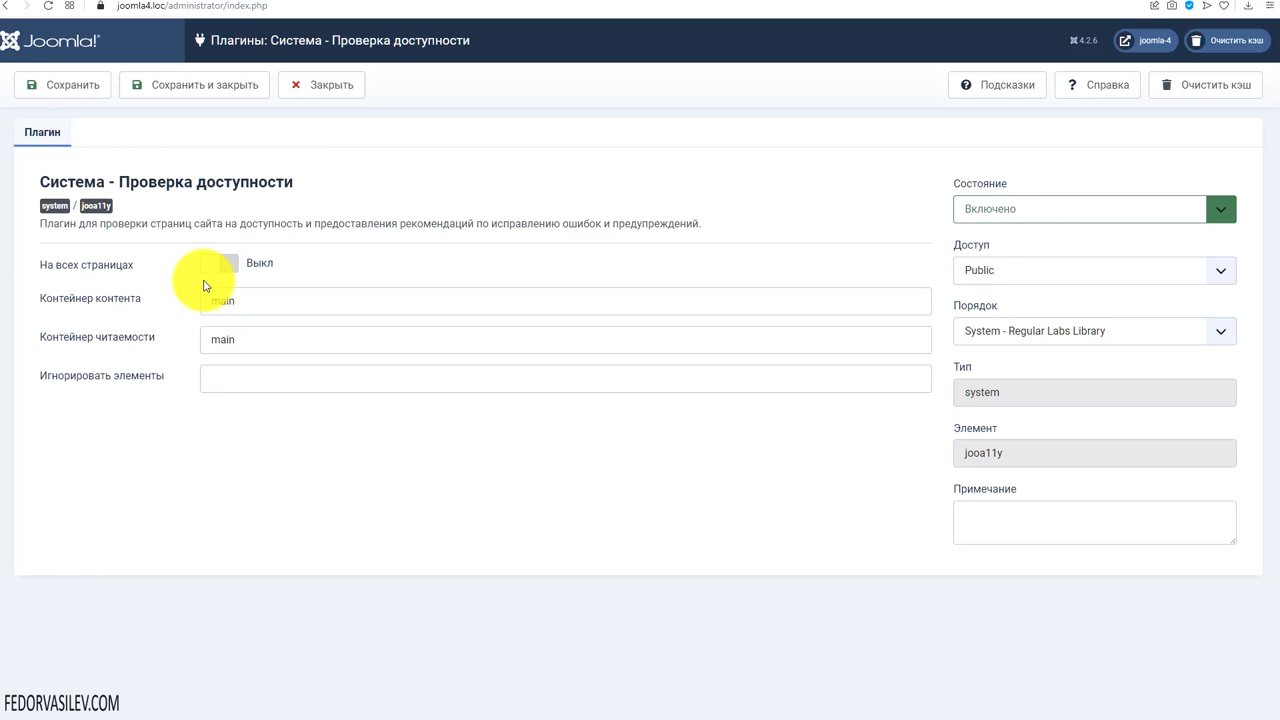 joomla4.loc/administrator/index.php
Joomla!® Плагины: Система - Проверка доступности 4.2.6 joomla-4 Очистить кэш
Сохранить Сохранить и закрыть Закрыть Подсказки Справка Очистить кэш
Плагин
Система - Проверка доступности
system / jooa11y
Плагин для проверки страниц сайта на доступность и предоставления рекомендаций по исправлению ошибок и предупреждений.
На всех страницах Выкл
Контейнер контента main
Контейнер читаемости main
Игнорировать элементы
Состояние
Включено
Доступ
Public
Порядок
System - Regular Labs Library
Тип
system
Элемент
jooa11y
Примечание
FEDORVASILEV.COM